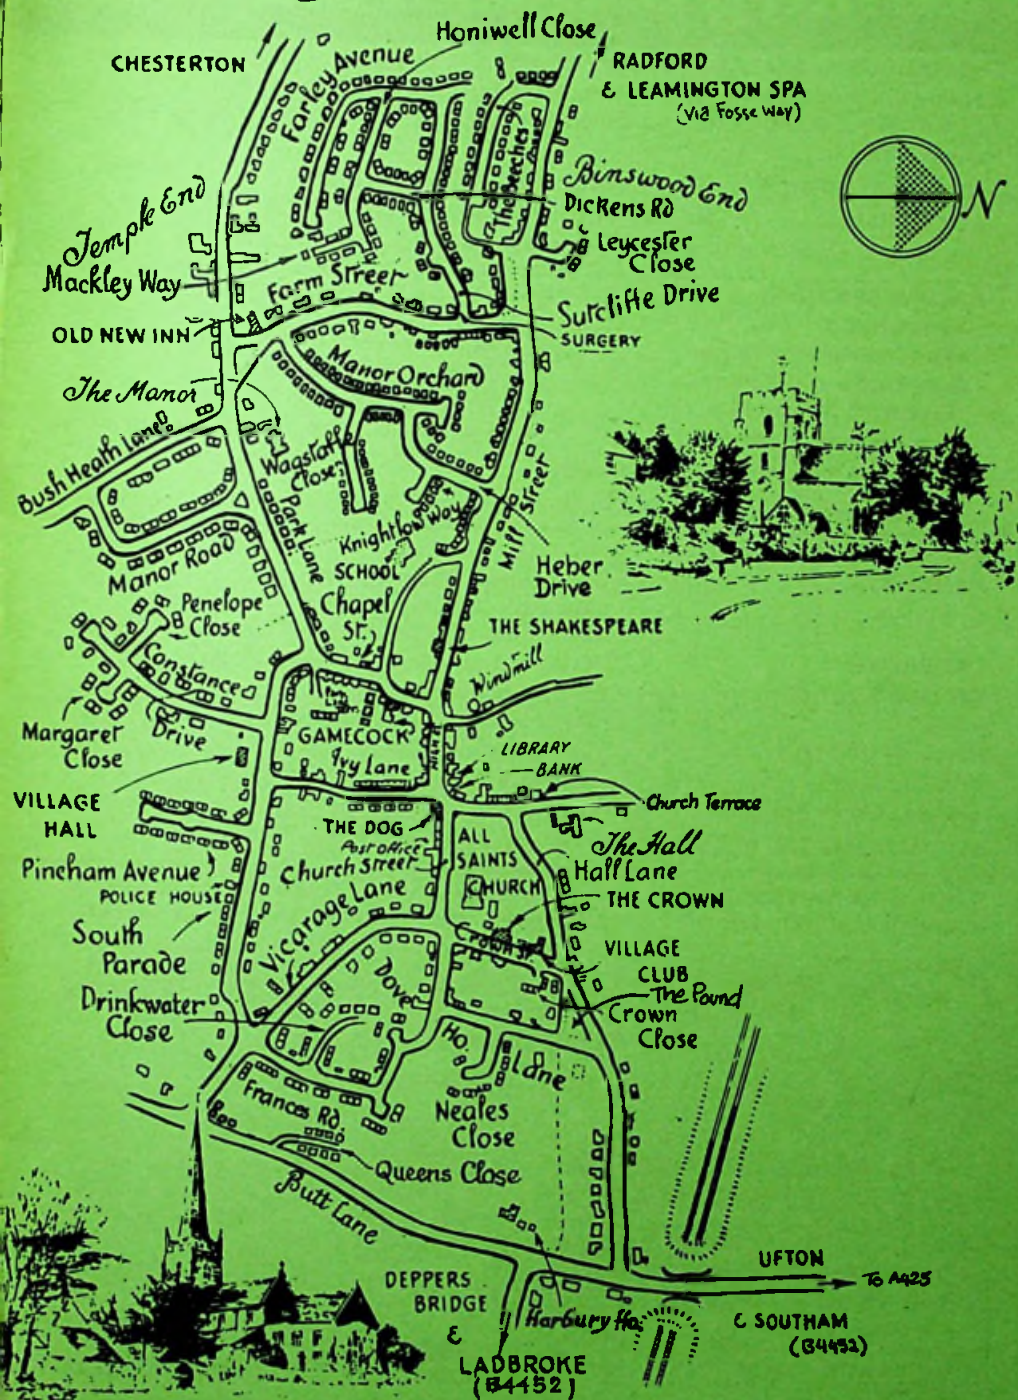 Honiwell Close
CHESTERTON
Farley Avenue
RADFORD
& LEAMINGTON SPA
(Via Fosse Way)
The Beeches
Binswood End
Dickens Rd
Temple End
Leycester
Close
Mackley Way
Farm Street
Sutcliffe Drive
N
OLD NEW INN
SURGERY
Manor Orchard
The Manor
Bush Heath Lane
Wagstaffe
Close
Park Lane
Knightlow Way
Mill Street
Manor Road
SCHOOL
Heber
Drive
Penelope
Close
Chapel
St.
THE SHAKESPEARE
Constance
Drive
Windmill
Margaret
Close
GAMECOCK
Ivy Lane
LIBRARY
BANK
VILLAGE
HALL
Church Terrace
THE DOG
Post office
Church Street
ALL
SAINTS
CHURCH
The Hall
Hall Lane
Pincham Avenue
POLICE HOUSE
THE CROWN
Vicarage Lane
South
Parade
Crown St
VILLAGE
CLUB
Dovehouse
Lane
The Pound
Crown
Close
Drinkwater
Close
Frances Rd.
Neales
Close
Queens Close
Butt Lane
UFTON
To A425
DEPPERS
BRIDGE
&
LADBROKE
(B4452)
Harbury Ho.
& SOUTHAM
(B4452)